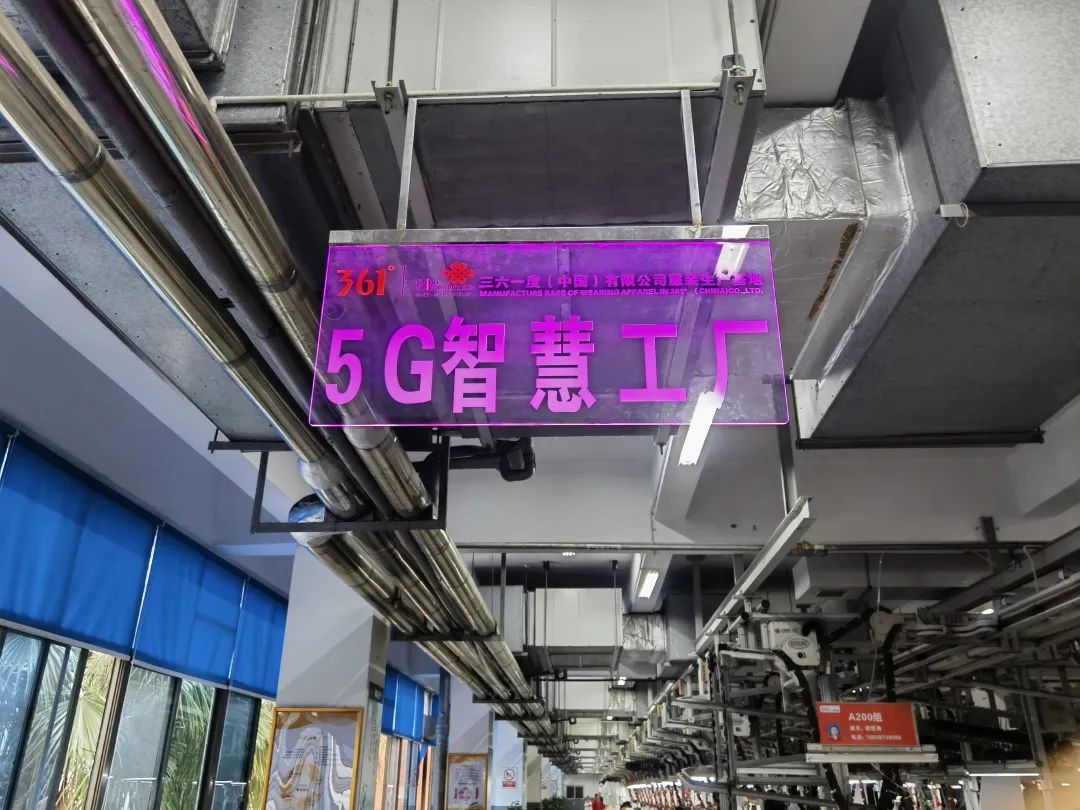 361° 三六一度（中国）有限公司服装生产基地
MANUFACTURE BASE OF WEARING APPAREL IN 361°（CHINA)CO.,LTD.
5G智慧工厂
A200组